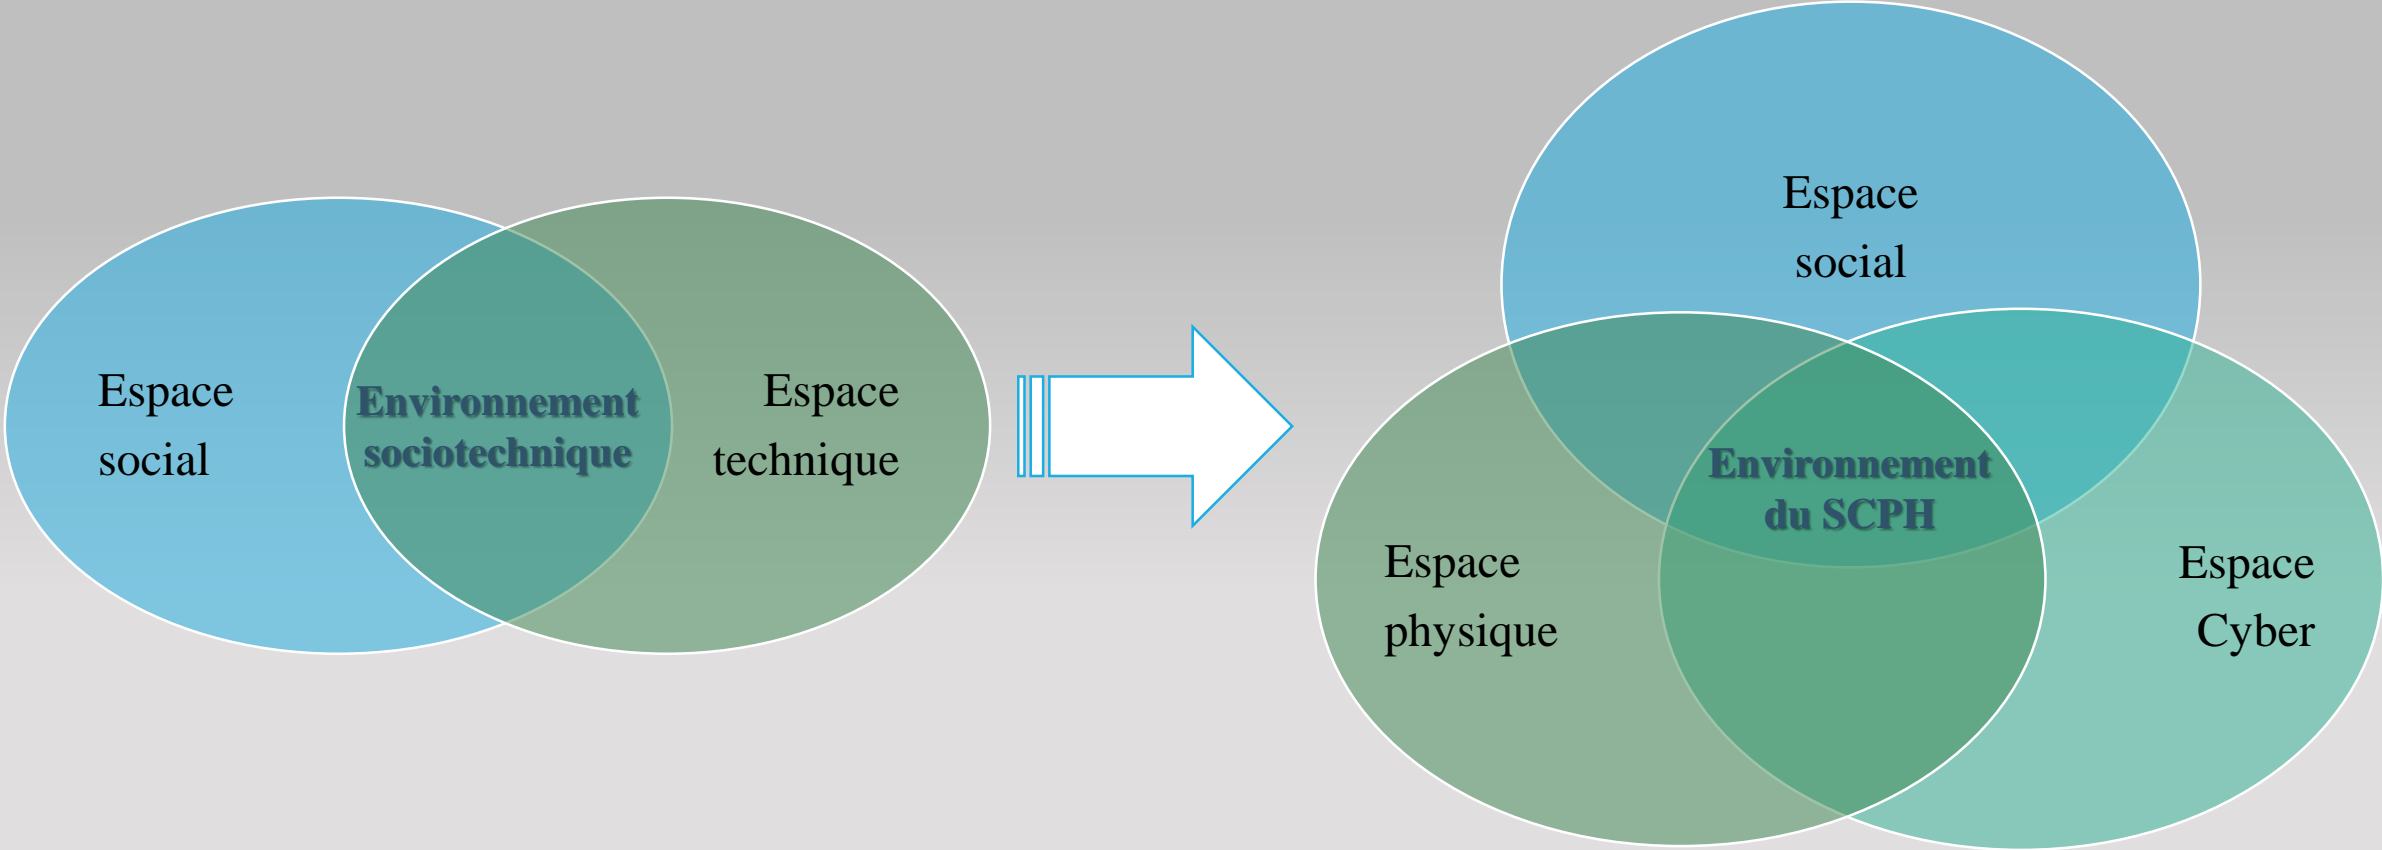 Espace
social
Environnement
sociotechnique
Espace
technique
Espace
social
Environnement
du SCPH
Espace
physique
Espace
Cyber